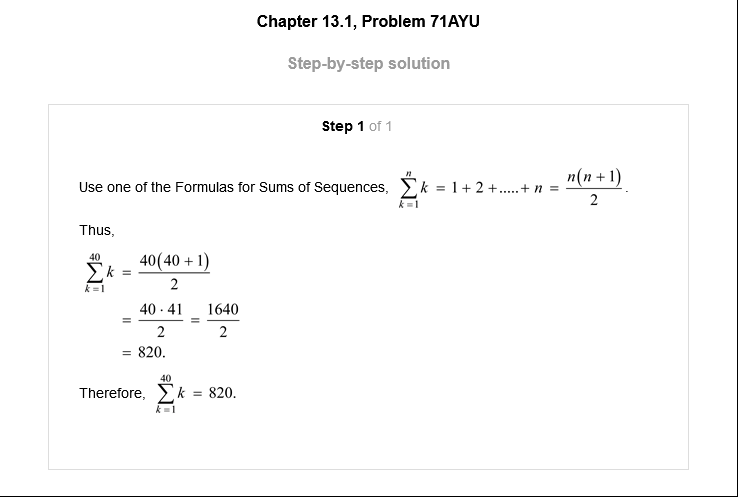 Chapter 13.1, Problem 71AYU
Step-by-step solution
Step 1 of 1
Use one of the Formulas for Sums of Sequences, $\sum_{k=1}^{n} k = 1 + 2 + ..... + n = \frac{n(n+1)}{2}$.
Thus,
$\sum_{k=1}^{40} k = \frac{40(40+1)}{2}$
$= \frac{40 \cdot 41}{2} = \frac{1640}{2}$
$= 820.$
Therefore, $\sum_{k=1}^{40} k = 820.$